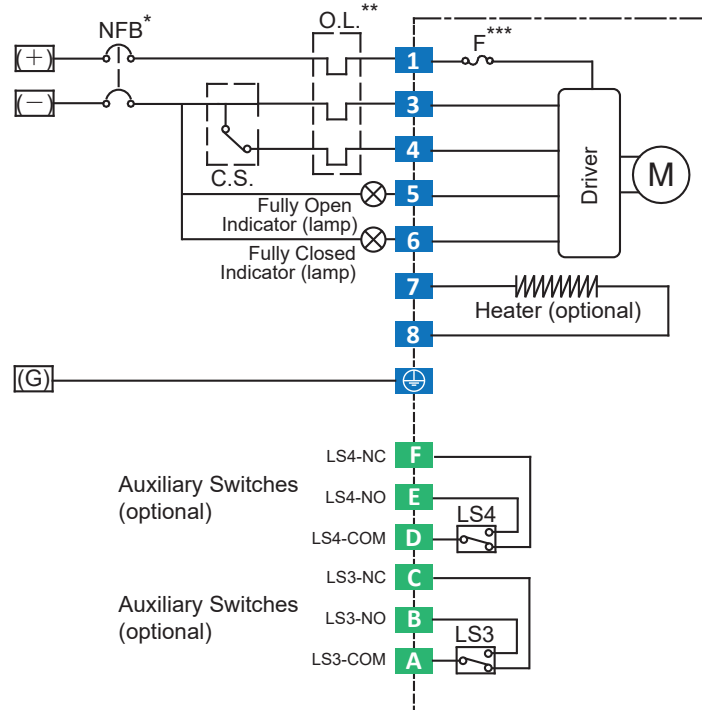 NFB*
O.L.**
F***
(+)
1
(−)
3
4
C.S.
Driver
M
Fully Open
Indicator (lamp)
5
Fully Closed
Indicator (lamp)
6
7
Heater (optional)
8
(G)
Auxiliary Switches
(optional)
LS4-NC
F
LS4-NO
E
LS4
LS4-COM
D
Auxiliary Switches
(optional)
LS3-NC
C
LS3-NO
B
LS3
LS3-COM
A